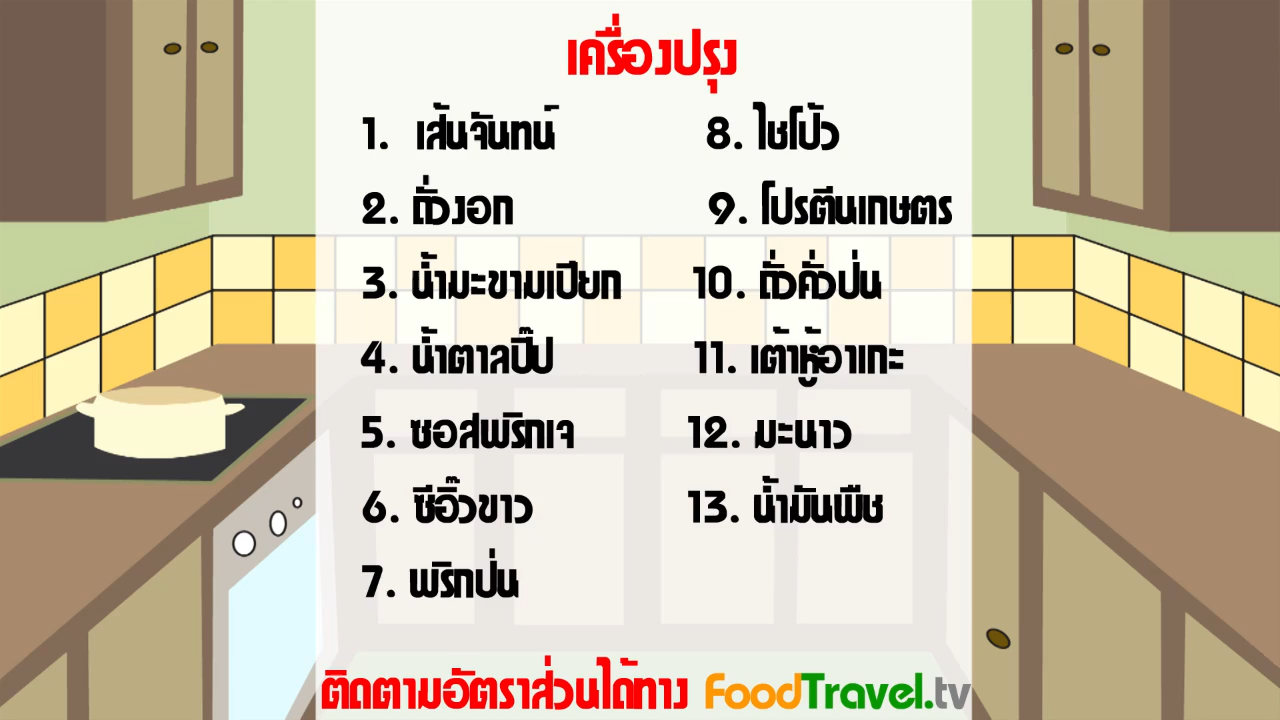 เครื่องปรุง
1. เส้นจันทน์
2. ถั่วงอก
3. น้ำมะขามเปียก
4. น้ำตาลปี๊ป
5. ซอสพริกเจ
6. ซีอิ๊วขาว
7. พริกป่น
8. ไชโป้ว
9. โปรตีนเกษตร
10. ถั่วคั่วป่น
11. เต้าหู้อาเกะ
12. มะนาว
13. น้ำมันพืช
ติดตามอัตราส่วนได้ทาง FoodTravel.tv